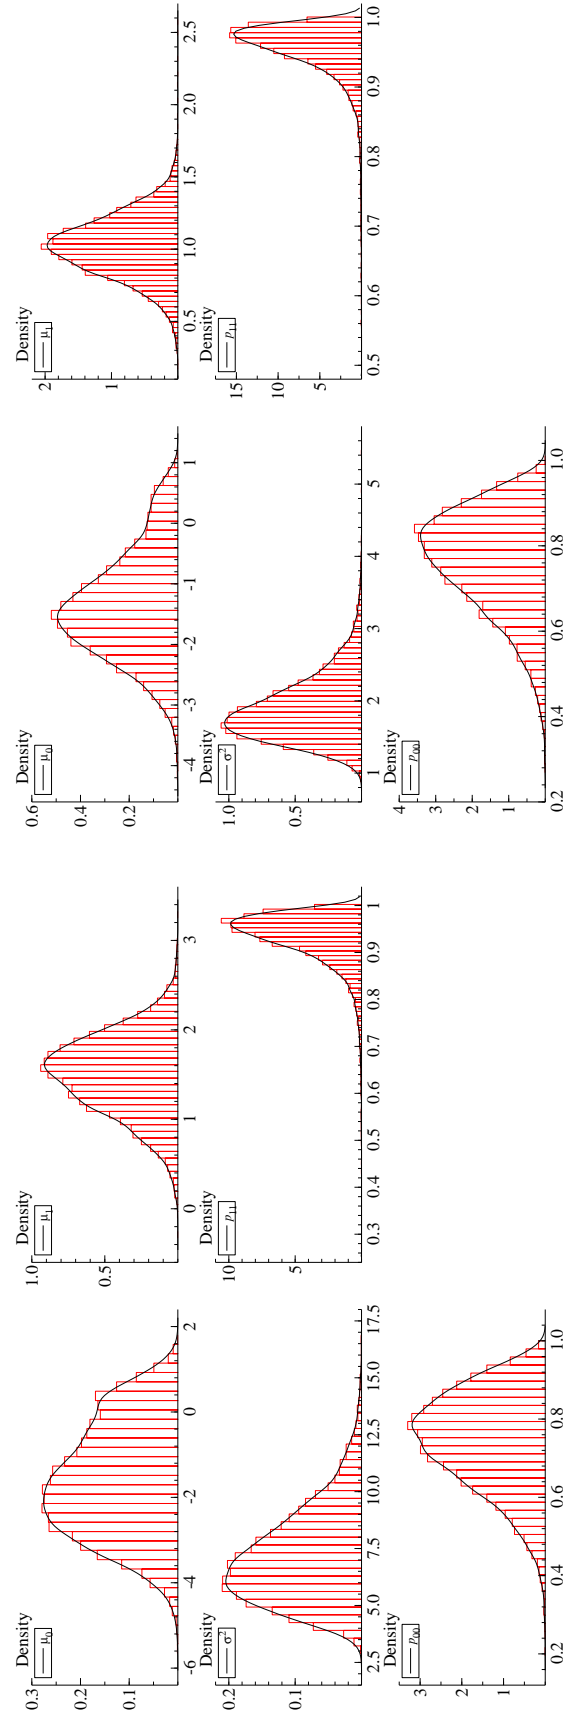 Density
μ₀
0.3
0.2
0.1
-6 -4 -2 0 2
Density
μ₁
1.0
0.5
0 1 2 3
Density
μ₀
0.6
0.4
0.2
-4 -3 -2 -1 0 1
Density
μ₁
2
1
0.5 1.0 1.5 2.0 2.5
Density
σ²
0.2
0.1
2.5 5.0 7.5 10.0 12.5 15.0 17.5
Density
p₁₁
10
5
0.3 0.4 0.5 0.6 0.7 0.8 0.9 1
Density
σ²
1.0
0.5
1 2 3 4 5
Density
p₁₁
15
10
5
0.5 0.6 0.7 0.8 0.9 1.0
Density
p₀₀
3
2
1
0.2 0.4 0.6 0.8 1.0
Density
p₀₀
4
3
2
1
0.2 0.4 0.6 0.8 1.0